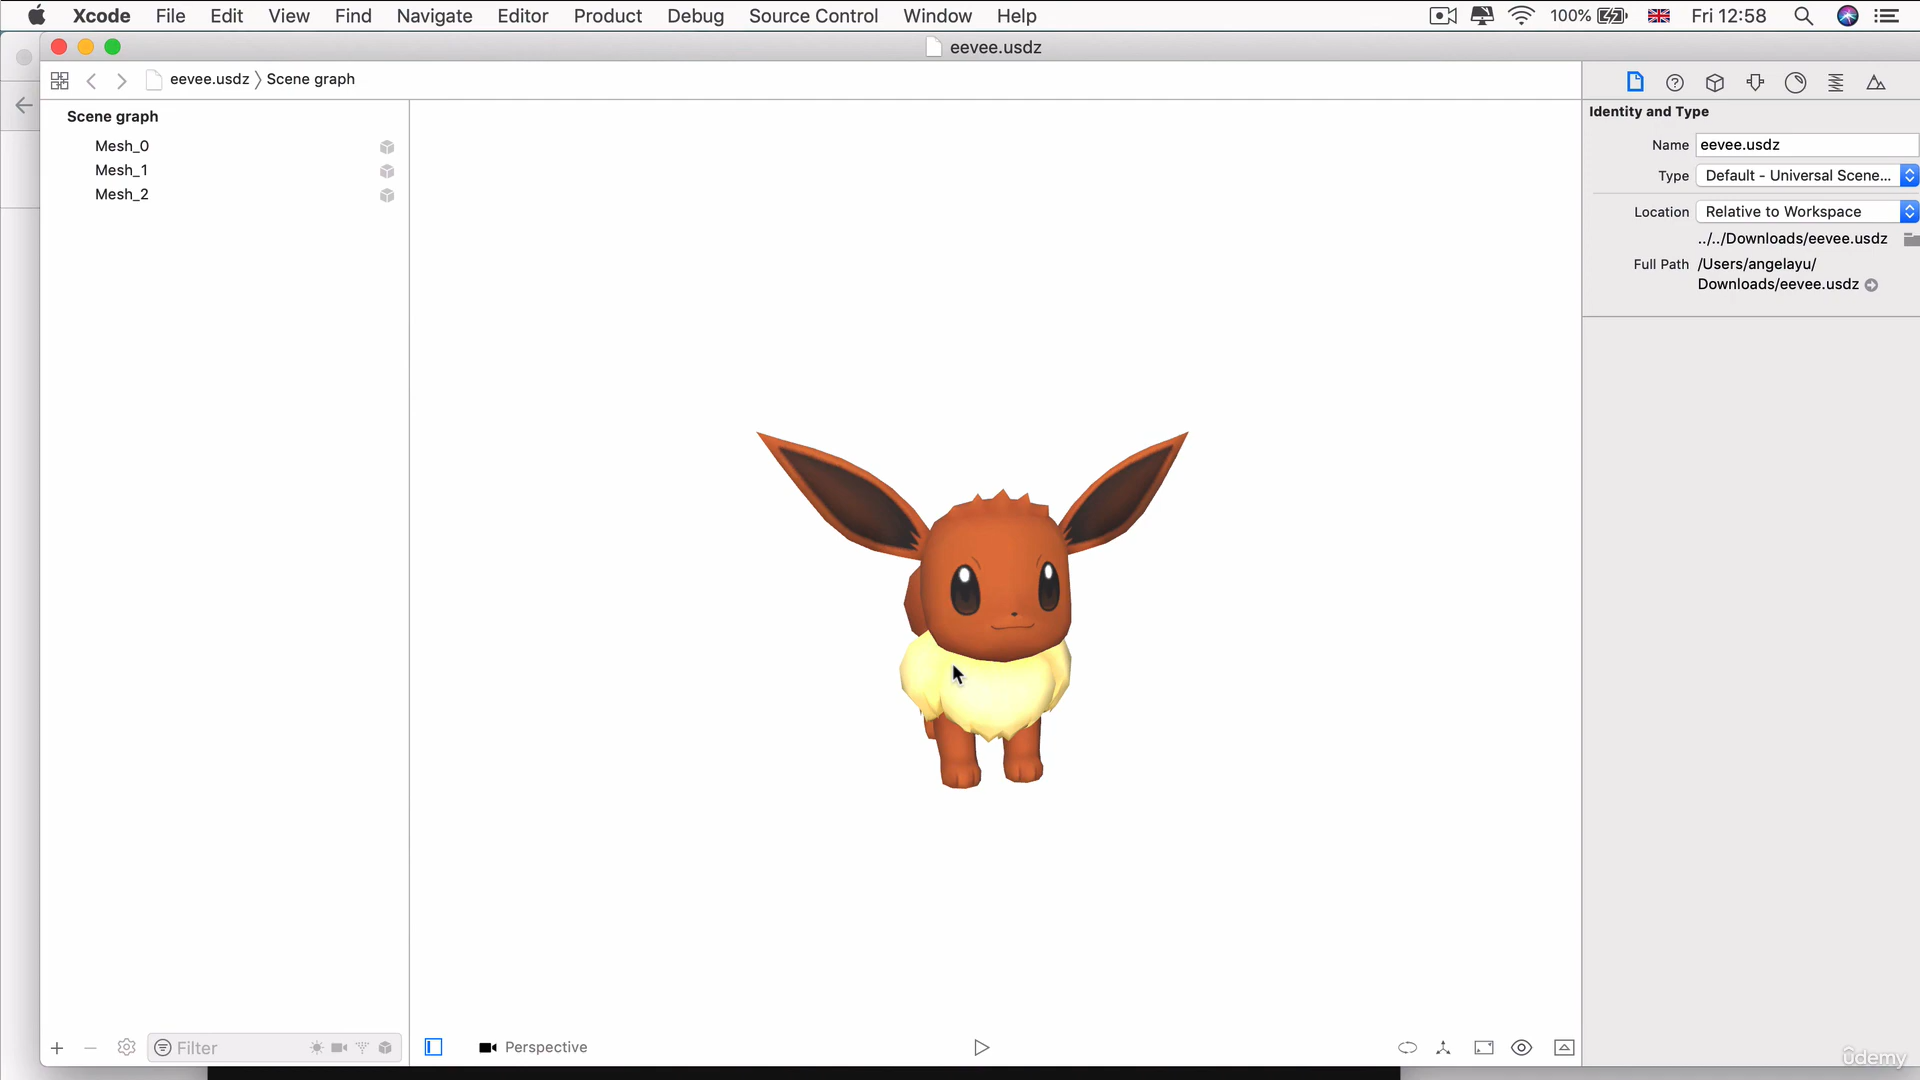 Xcode File Edit View Find Navigate Editor Product Debug Source Control Window Help 100% Fri 12:58
eevee.usdz
eevee.usdz Scene graph
Scene graph
Mesh_0
Mesh_1
Mesh_2
Identity and Type
Name eevee.usdz
Type Default - Universal Scene...
Location Relative to Workspace
../../Downloads/eevee.usdz
Full Path /Users/angelayu/
Downloads/eevee.usdz
Filter
Perspective
ûdemy